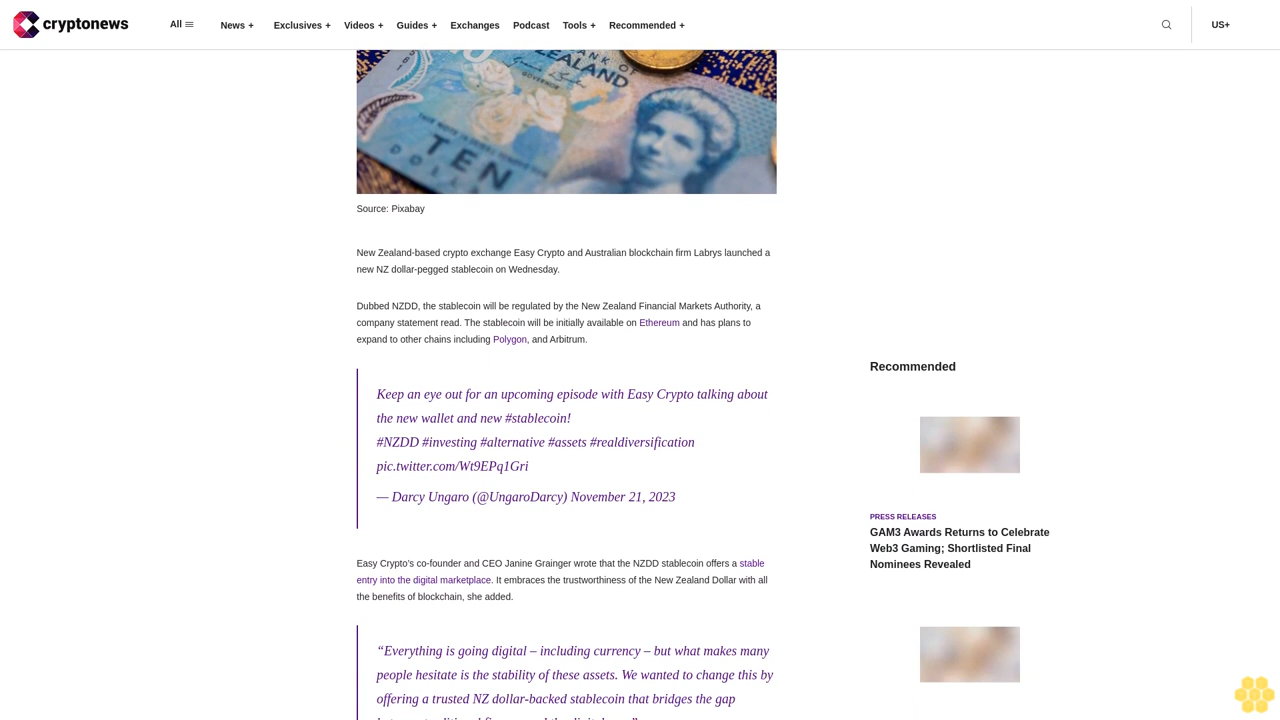 cryptonews
All
News +
Exclusives +
Videos +
Guides +
Exchanges
Podcast
Tools +
Recommended +
US+
ZEALAND
GOVERNOR
TEN
DOLLARS
Source: Pixabay
New Zealand-based crypto exchange Easy Crypto and Australian blockchain firm Labrys launched a
new NZ dollar-pegged stablecoin on Wednesday.
Dubbed NZDD, the stablecoin will be regulated by the New Zealand Financial Markets Authority, a
company statement read. The stablecoin will be initially available on Ethereum and has plans to
expand to other chains including Polygon, and Arbitrum.
Keep an eye out for an upcoming episode with Easy Crypto talking about
the new wallet and new #stablecoin!
#NZDD #investing #alternative #assets #realdiversification
pic.twitter.com/Wt9EPq1Gri
— Darcy Ungaro (@UngaroDarcy) November 21, 2023
Easy Crypto's co-founder and CEO Janine Grainger wrote that the NZDD stablecoin offers a stable
entry into the digital marketplace. It embraces the trustworthiness of the New Zealand Dollar with all
the benefits of blockchain, she added.
“Everything is going digital – including currency – but what makes many
people hesitate is the stability of these assets. We wanted to change this by
offering a trusted NZ dollar-backed stablecoin that bridges the gap
Recommended
PRESS RELEASES
GAM3 Awards Returns to Celebrate
Web3 Gaming; Shortlisted Final
Nominees Revealed